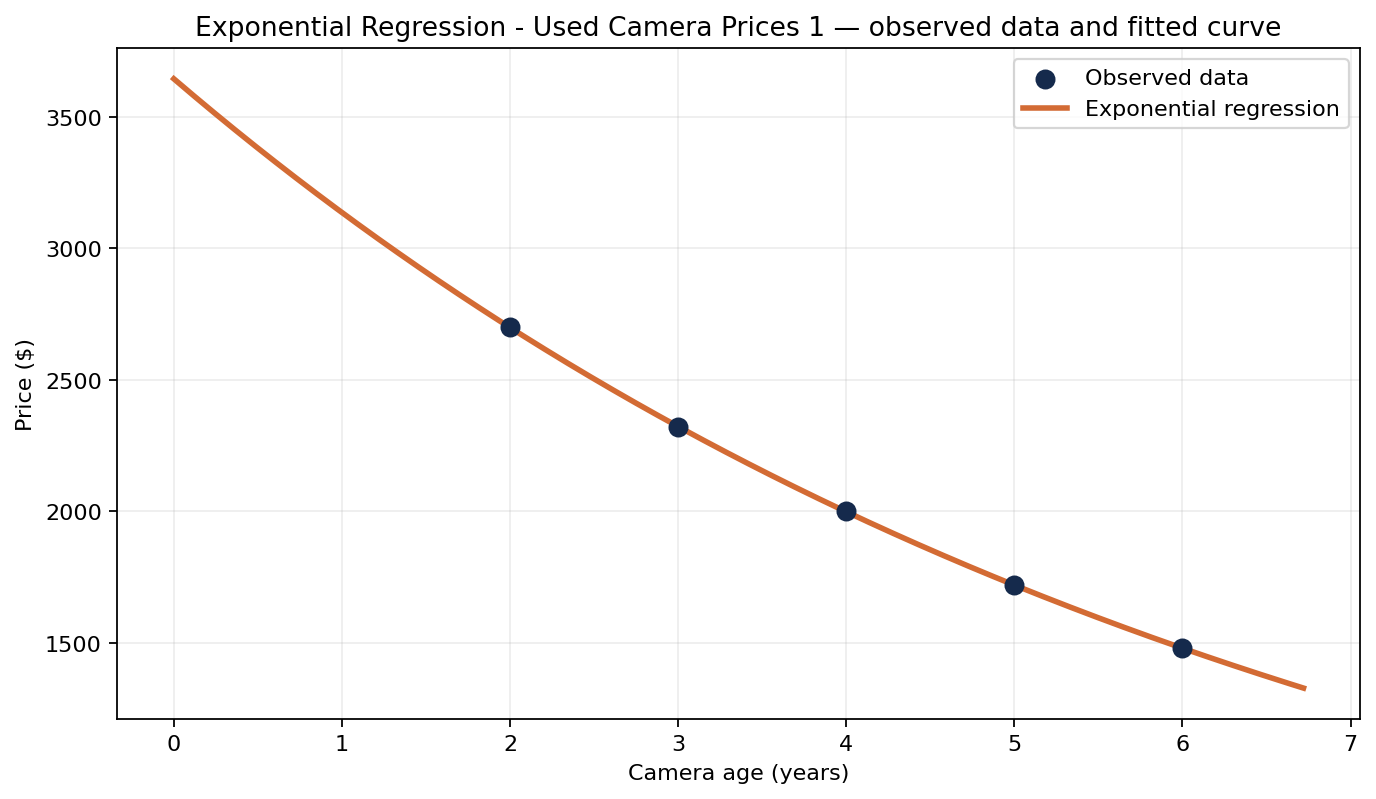 Exponential Regression - Used Camera Prices 1 — observed data and fitted curve
Observed data
Exponential regression
3500
3000
2500
2000
1500
Price ($)
0 1 2 3 4 5 6 7
Camera age (years)